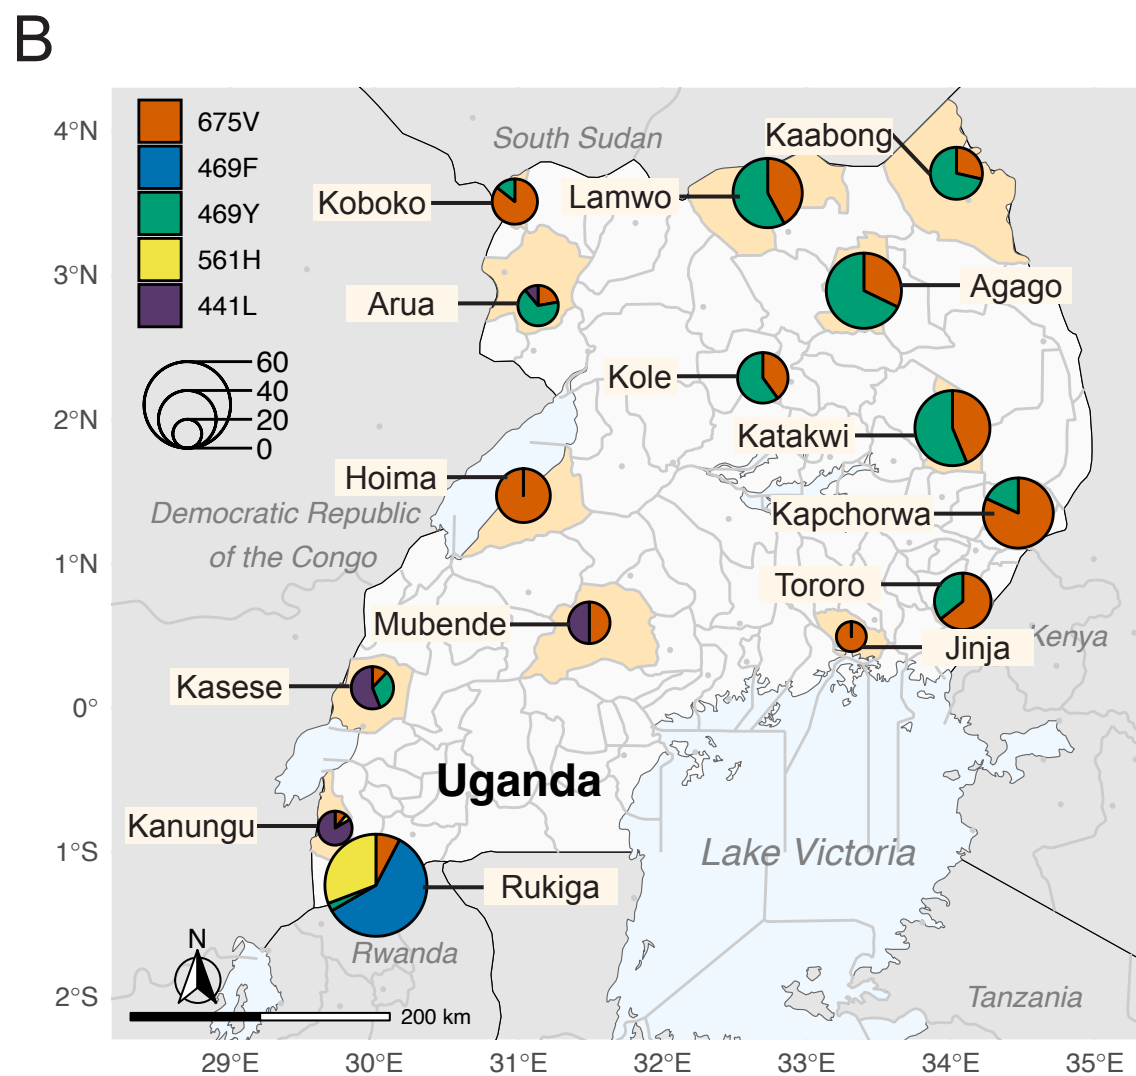 B
4°N
3°N
2°N
1°N
0°
1°S
2°S
675V
469F
469Y
561H
441L
60
40
20
0
South Sudan
Kaabong
Koboko
Lamwo
Arua
Agago
Kole
Katakwi
Hoima
Democratic Republic
of the Congo
Kapchorwa
Tororo
Mubende
Jinja
Kenya
Kasese
Uganda
Kanungu
Lake Victoria
Rukiga
Rwanda
N
Tanzania
200 km
29°E
30°E
31°E
32°E
33°E
34°E
35°E